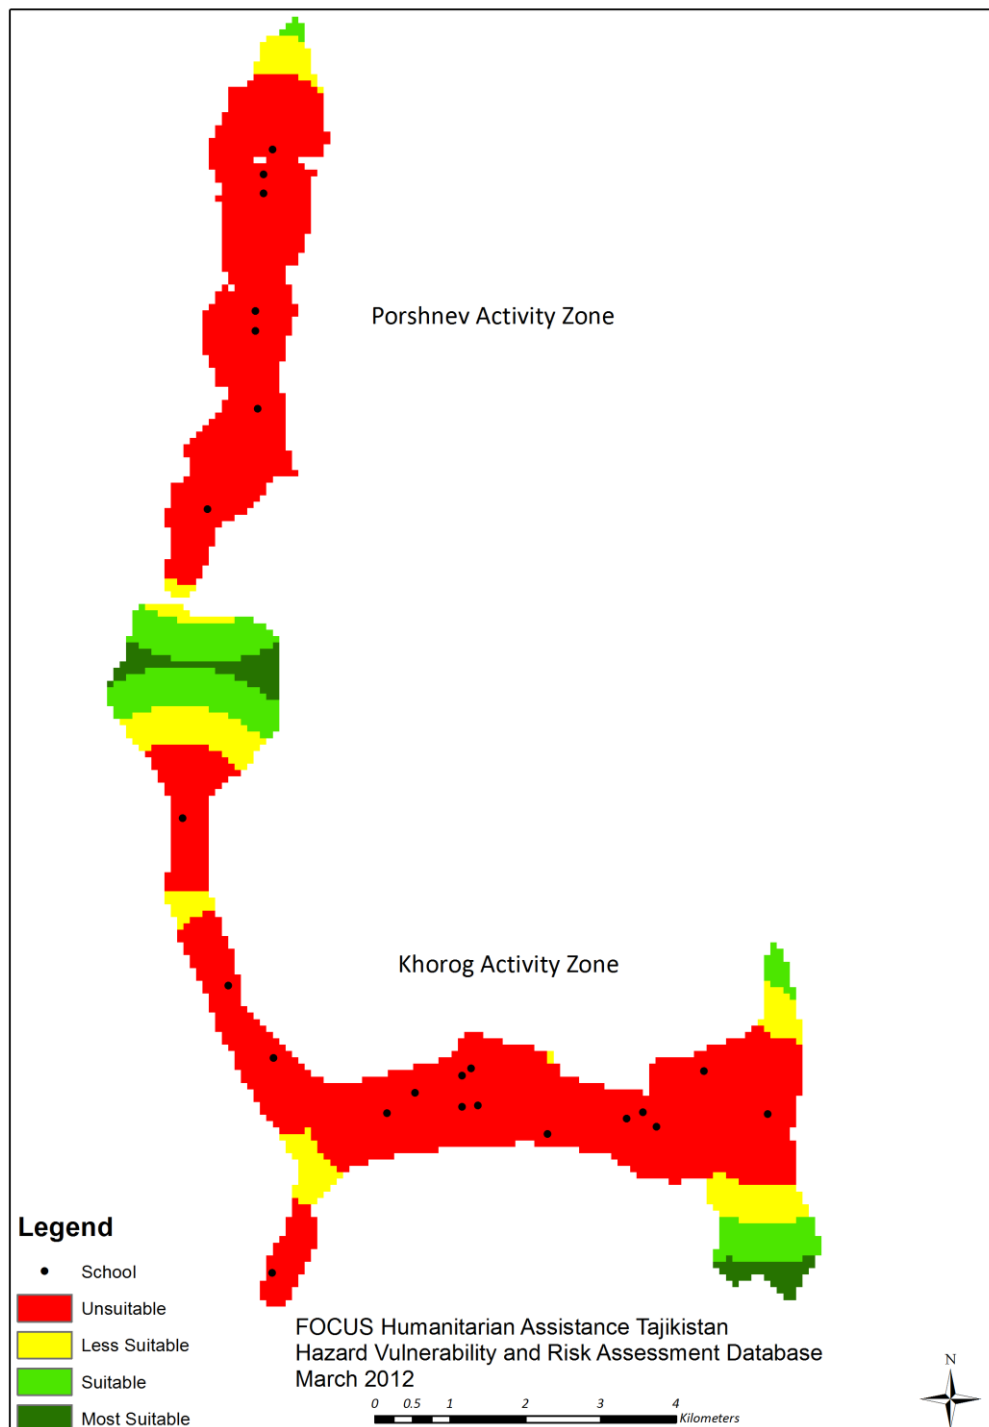 Porshnev Activity Zone
Khorog Activity Zone
Legend
School
Unsuitable
Less Suitable
Suitable
Most Suitable
FOCUS Humanitarian Assistance Tajikistan
Hazard Vulnerability and Risk Assessment Database
March 2012
0 0.5 1 2 3 4
Kilometers
N